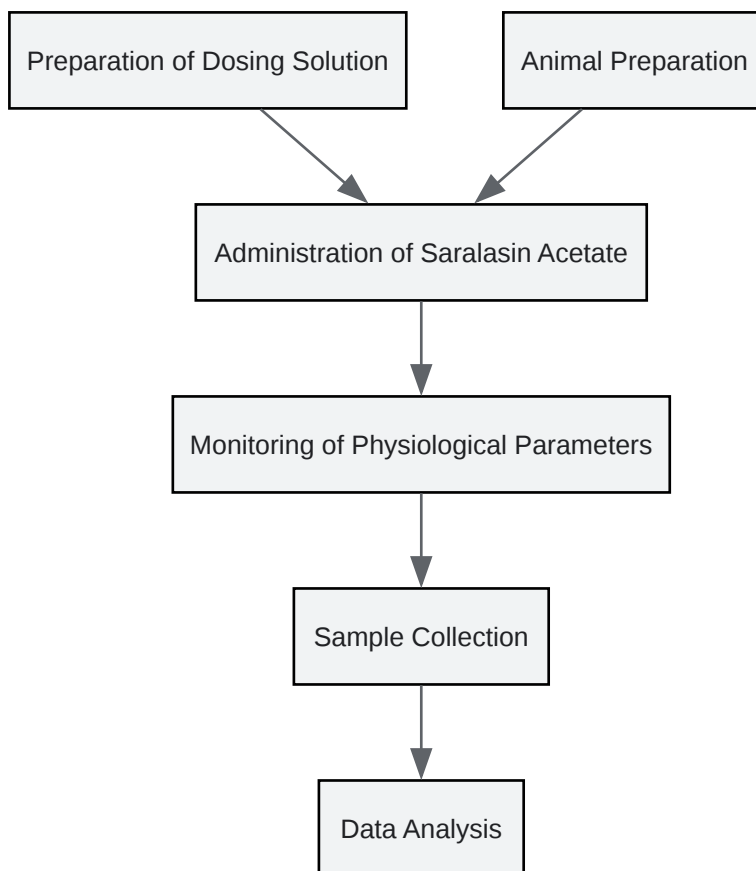 Preparation of Dosing Solution
Animal Preparation
Administration of Saralasin Acetate
Monitoring of Physiological Parameters
Sample Collection
Data Analysis